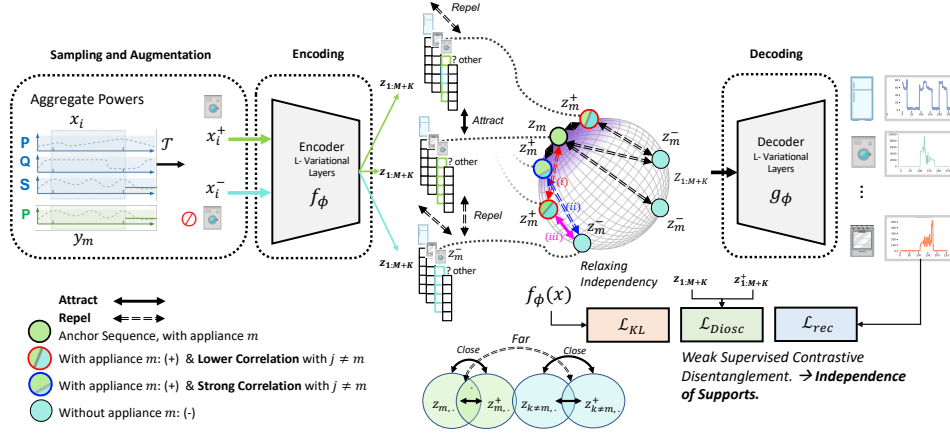 Sampling and Augmentation
Aggregate Powers
x_i
P
Q
S
P
y_m
𝒯
x_i^+
x_i^-
Encoding
Encoder
L- Variational
Layers
f_ϕ
z_{1:M+K}
z_{1:M+K}
z_{1:M+K}
Repel
? other
Attract
? other
Repel
z_m^-
? other
z_m^+
z_m
z_m^+
z_m^+
z_m^-
z_m^-
z_m^-
(i)
(ii)
(iii)
Z_{1:M+K}
Relaxing
Independency
Decoding
Decoder
L- Variational
Layers
g_ϕ
⋮
Attract
Repel
Anchor Sequence, with appliance m
With appliance m: (+) & Lower Correlation with j ≠ m
With appliance m: (+) & Strong Correlation with j ≠ m
Without appliance m: (-)
f_ϕ(x)
z_{1:M+K}
z_{1:M+K}^+
ℒ_KL
ℒ_Diosc
ℒ_rec
Weak Supervised Contrastive
Disentanglement. → Independence
of Supports.
Close
Far
Close
z_{m,.}
z_{m,.}^+
z_{k≠m,.}
z_{k≠m,.}^+